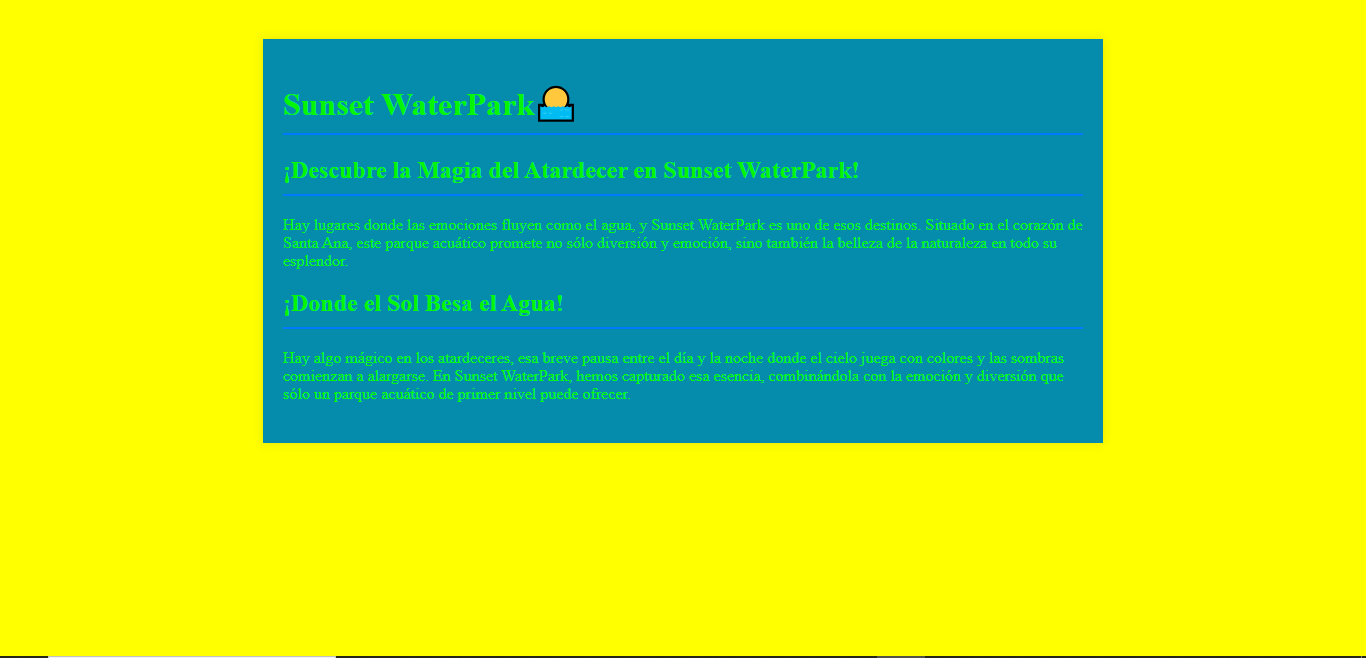 Sunset WaterPark
¡Descubre la Magia del Atardecer en Sunset WaterPark!
Hay lugares donde las emociones fluyen como el agua, y Sunset WaterPark es uno de esos destinos. Situado en el corazón de
Santa Ana, este parque acuático promete no sólo diversión y emoción, sino también la belleza de la naturaleza en todo su
esplendor.
¡Donde el Sol Besa el Agua!
Hay algo mágico en los atardeceres, esa breve pausa entre el día y la noche donde el cielo juega con colores y las sombras
comienzan a alargarse. En Sunset WaterPark, hemos capturado esa esencia, combinándola con la emoción y diversión que
sólo un parque acuático de primer nivel puede ofrecer.